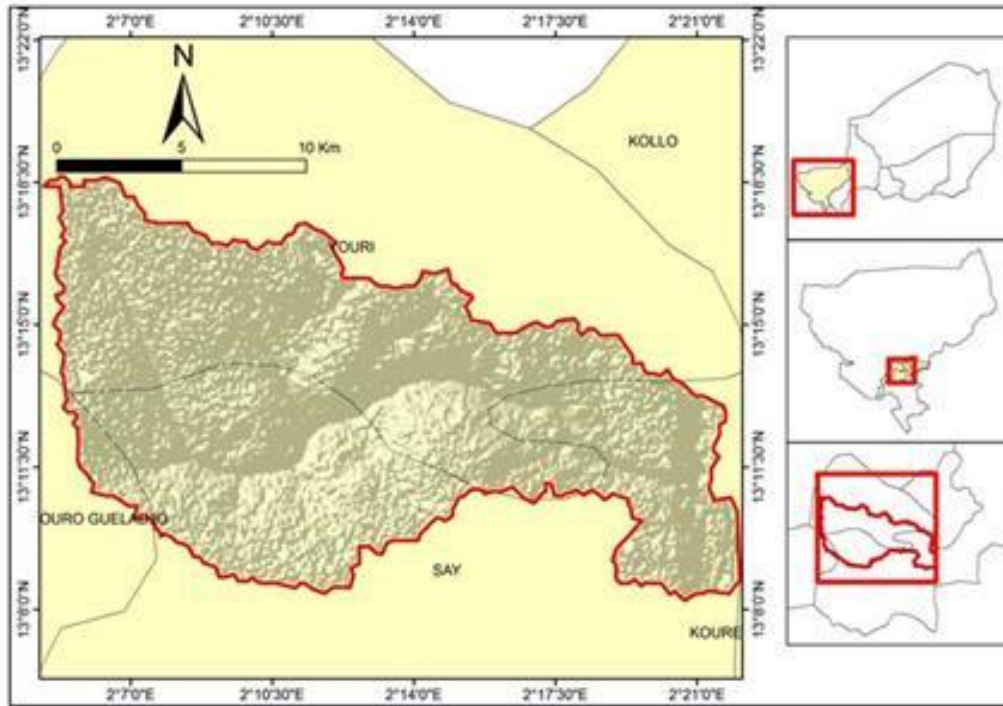 2°7'0"E 2°10'30"E 2°14'0"E 2°17'30"E 2°21'0"E
13°22'0"N 13°22'0"N
N
0 5 10 Km
KOLLO
13°18'30"N 13°18'30"N
YOURI
13°15'0"N 13°15'0"N
13°11'30"N 13°11'30"N
OURO GUELADJO
SAY
13°8'0"N 13°8'0"N
KOURE
2°7'0"E 2°10'30"E 2°14'0"E 2°17'30"E 2°21'0"E